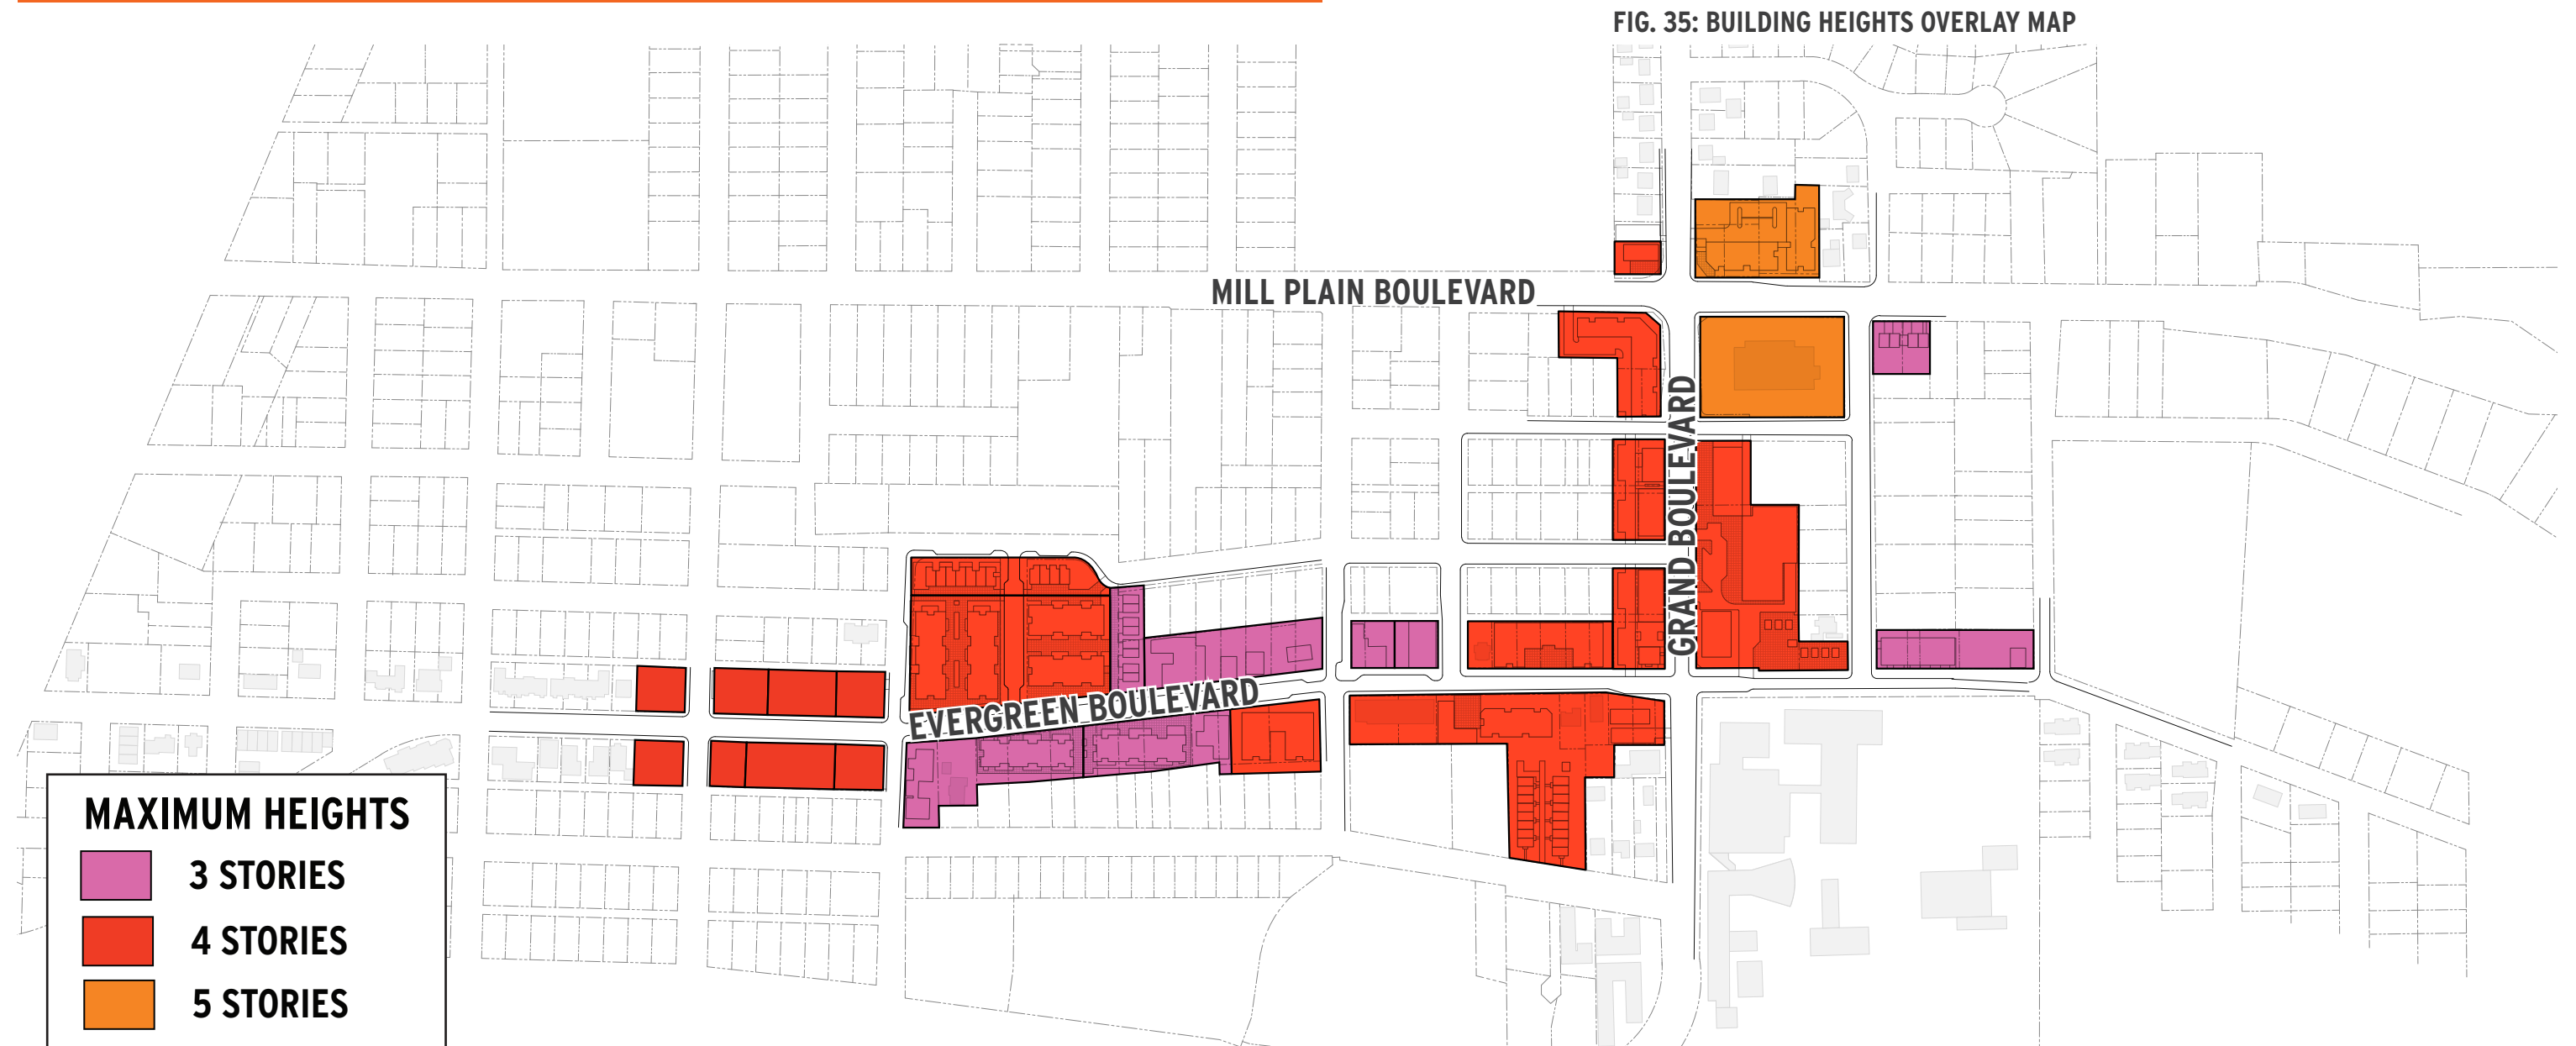 FIG. 35: BUILDING HEIGHTS OVERLAY MAP
MILL PLAIN BOULEVARD
GRAND BOULEVARD
EVERGREEN BOULEVARD
MAXIMUM HEIGHTS
3 STORIES
4 STORIES
5 STORIES